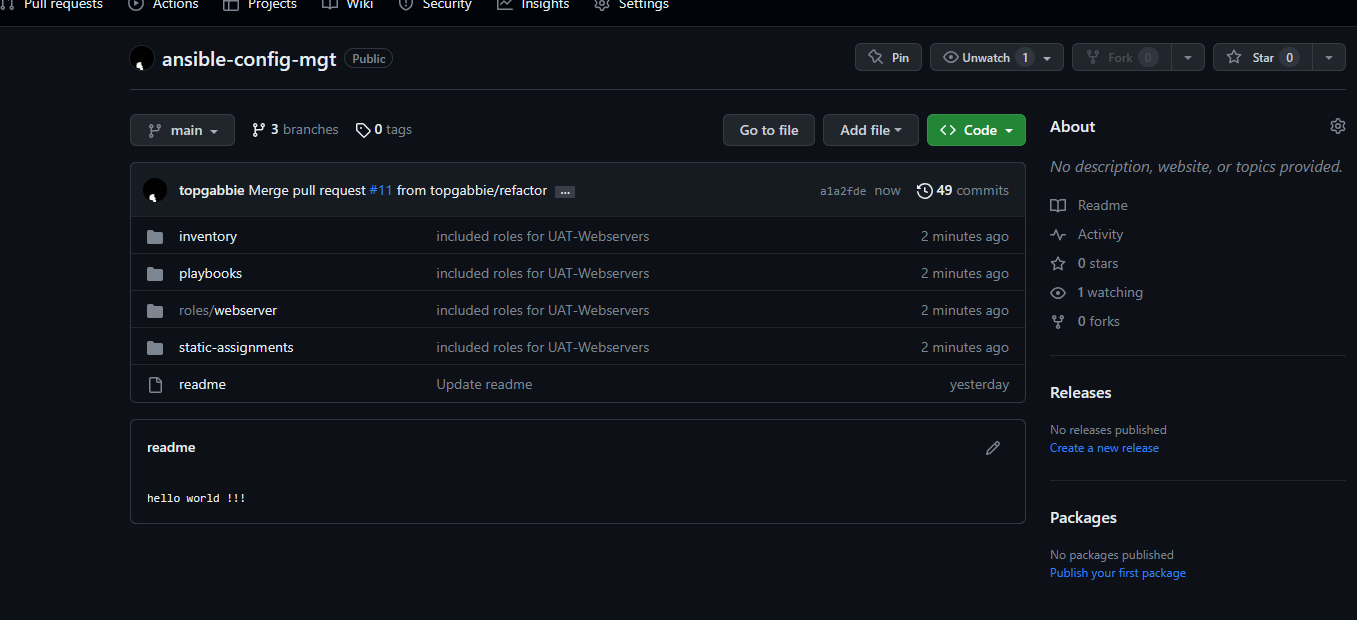 Pull requests Actions Projects Wiki Security Insights Settings
ansible-config-mgt Public Pin Unwatch 1 Fork 0 Star 0
main 3 branches 0 tags Go to file Add file Code
topgabbie Merge pull request #11 from topgabbie/refactor ... a1a2fde now 49 commits
inventory included roles for UAT-Webservers 2 minutes ago
playbooks included roles for UAT-Webservers 2 minutes ago
roles/webserver included roles for UAT-Webservers 2 minutes ago
static-assignments included roles for UAT-Webservers 2 minutes ago
readme Update readme yesterday
readme
hello world !!!
About
No description, website, or topics provided.
Readme
Activity
0 stars
1 watching
0 forks
Releases
No releases published
Create a new release
Packages
No packages published
Publish your first package